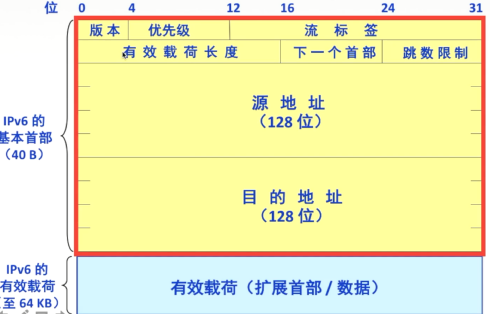 位 0 4 12 16 24 31
版本 优先级 流标签
有效载荷长度 下一个首部 跳数限制
源地址
（128 位）
IPv6 的
基本首部
（40 B）
目的地址
（128 位）
IPv6 的
有效载荷
至 64 KB）
有效载荷（扩展首部 / 数据）